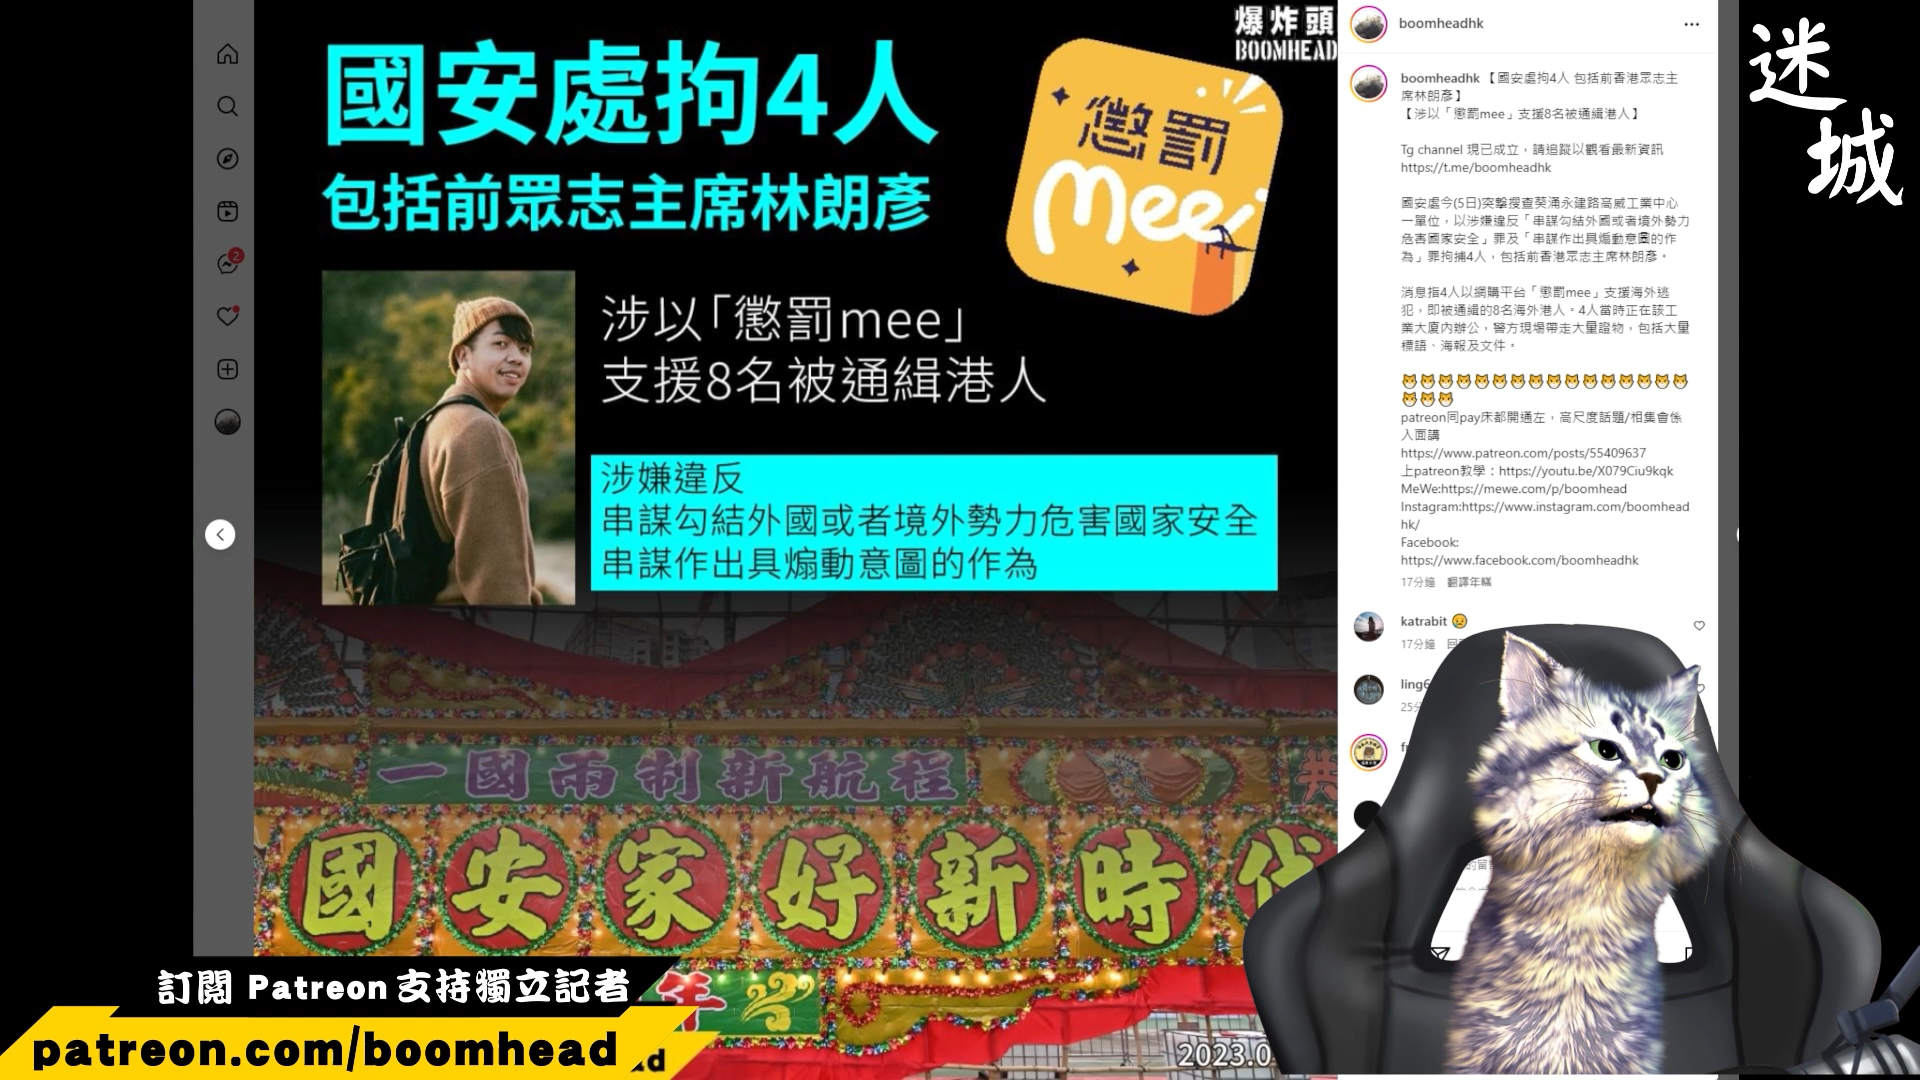 國安處拘4人
包括前眾志主席林朗彥
爆炸頭
BOOMHEAD
懲罰
mee
涉以「懲罰mee」
支援8名被通緝港人
涉嫌違反
串謀勾結外國或者境外勢力危害國家安全
串謀作出具煽動意圖的作為
一國兩制新航程
國安家好新時代
年
2023.0
訂閱 Patreon 支持獨立記者
patreon.com/boomhead
2
boomheadhk
boomheadhk 【國安處拘4人 包括前香港眾志主
席林朗彥】
【涉以「懲罰mee」支援8名被通緝港人】
Tg channel 現已成立，請追蹤以觀看最新資訊
https://t.me/boomheadhk
國安處今(5日)突擊搜查葵涌永建路高威工業中心
一單位，以涉嫌違反「串謀勾結外國或者境外勢力
危害國家安全」罪及「串謀作出具煽動意圖的作
為」罪拘捕4人，包括前香港眾志主席林朗彥。
消息指4人以網購平台「懲罰mee」支援海外逃
犯，即被通緝的8名海外港人。4人當時正在該工
業大廈內辦公，警方現場帶走大量證物，包括大量
標語、海報及文件。
patreon同pay床都開通左，高尺度話題/相集會係
入面講
https://www.patreon.com/posts/55409637
上patreon教學：https://youtu.be/X079Ciu9kqk
MeWe:https://mewe.com/p/boomhead
Instagram:https://www.instagram.com/boomhead
hk/
Facebook:
https://www.facebook.com/boomheadhk
17分鐘 翻譯年糕
katrabit
17分鐘
ling6
迷城